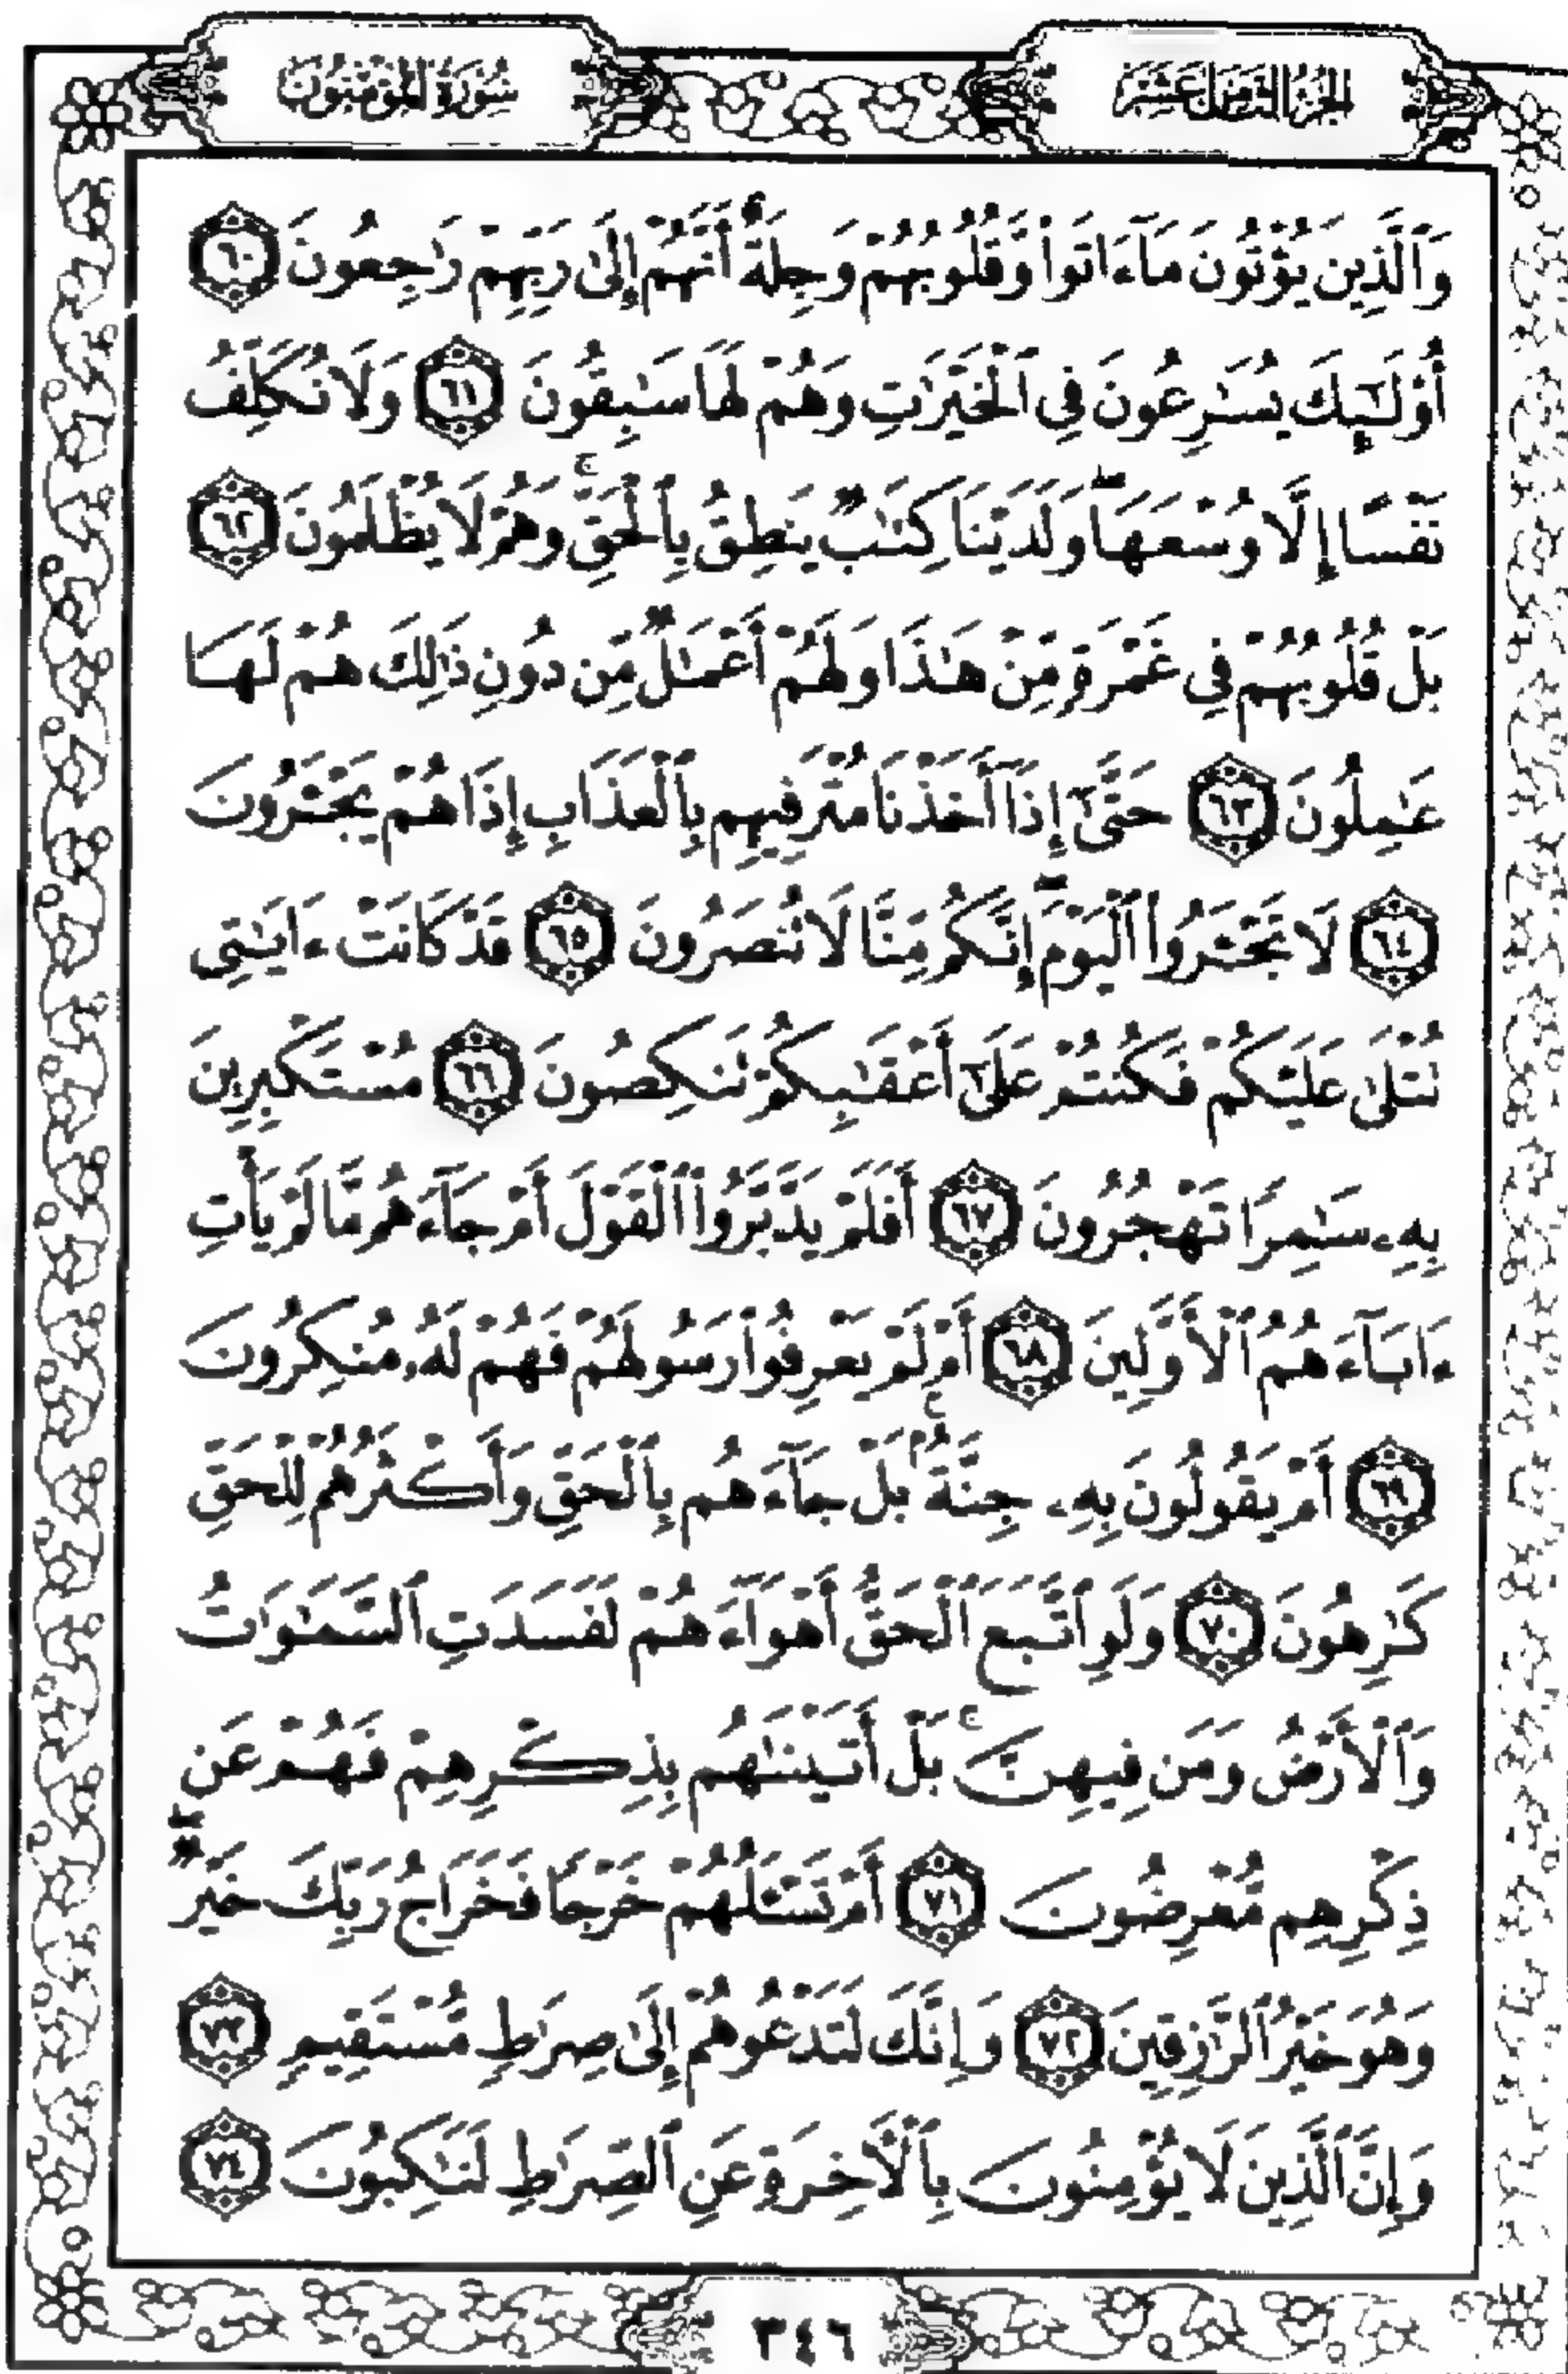 الجزء الثامن عشر
سورة المؤمنون
وَٱلَّذِينَ يُؤْتُونَ مَآ ءَاتَوا۟ وَّقُلُوبُهُمْ وَجِلَةٌ أَنَّهُمْ إِلَىٰ رَبِّهِمْ رَٰجِعُونَ ٦٠
أُو۟لَٰٓئِكَ يُسَٰرِعُونَ فِى ٱلْخَيْرَٰتِ وَهُمْ لَهَا سَٰبِقُونَ ٦١ وَلَا نُكَلِّفُ
نَفْسًا إِلَّا وُسْعَهَا ۖ وَلَدَيْنَا كِتَٰبٌ يَنطِقُ بِٱلْحَقِّ ۚ وَهُمْ لَا يُظْلَمُونَ ٦٢
بَلْ قُلُوبُهُمْ فِى غَمْرَةٍ مِّنْ هَٰذَا وَلَهُمْ أَعْمَٰلٌ مِّن دُونِ ذَٰلِكَ هُمْ لَهَا
عَٰمِلُونَ ٦٣ حَتَّىٰٓ إِذَآ أَخَذْنَا مُتْرَفِيهِم بِٱلْعَذَابِ إِذَا هُمْ يَجْـَٔرُونَ
٦٤ لَا تَجْـَٔرُوا۟ ٱلْيَوْمَ ۖ إِنَّكُم مِّنَّا لَا تُنصَرُونَ ٦٥ قَدْ كَانَتْ ءَايَٰتِى
تُتْلَىٰ عَلَيْكُمْ فَكُنتُمْ عَلَىٰٓ أَعْقَٰبِكُمْ تَنكِصُونَ ٦٦ مُسْتَكْبِرِينَ
بِهِۦ سَٰمِرًا تَهْجُرُونَ ٦٧ أَفَلَمْ يَدَّبَّرُوا۟ ٱلْقَوْلَ أَمْ جَآءَهُم مَّا لَمْ يَأْتِ
ءَابَآءَهُمُ ٱلْأَوَّلِينَ ٦٨ أَمْ لَمْ يَعْرِفُوا۟ رَسُولَهُمْ فَهُمْ لَهُۥ مُنكِرُونَ
٦٩ أَمْ يَقُولُونَ بِهِۦ جِنَّةٌۢ ۚ بَلْ جَآءَهُم بِٱلْحَقِّ وَأَكْثَرُهُمْ لِلْحَقِّ
كَٰرِهُونَ ٧٠ وَلَوِ ٱتَّبَعَ ٱلْحَقُّ أَهْوَآءَهُمْ لَفَسَدَتِ ٱلسَّمَٰوَٰتُ
وَٱلْأَرْضُ وَمَن فِيهِنَّ ۚ بَلْ أَتَيْنَٰهُم بِذِكْرِهِمْ فَهُمْ عَن
ذِكْرِهِم مُّعْرِضُونَ ٧١ أَمْ تَسْـَٔلُهُمْ خَرْجًا فَخَرَاجُ رَبِّكَ خَيْرٌ ۖ
وَهُوَ خَيْرُ ٱلرَّٰزِقِينَ ٧٢ وَإِنَّكَ لَتَدْعُوهُمْ إِلَىٰ صِرَٰطٍ مُّسْتَقِيمٍ ٧٣
وَإِنَّ ٱلَّذِينَ لَا يُؤْمِنُونَ بِٱلْءَاخِرَةِ عَنِ ٱلصِّرَٰطِ لَنَٰكِبُونَ ٧٤
٣٤٦